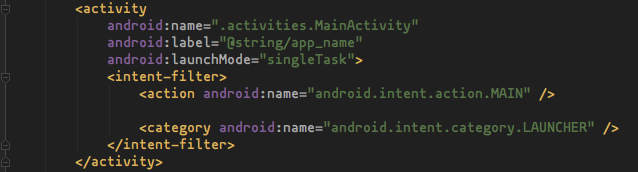 <activity
android:name=".activities.MainActivity"
android:label="@string/app_name"
android:launchMode="singleTask">
<intent-filter>
<action android:name="android.intent.action.MAIN" />
<category android:name="android.intent.category.LAUNCHER" />
</intent-filter>
</activity>